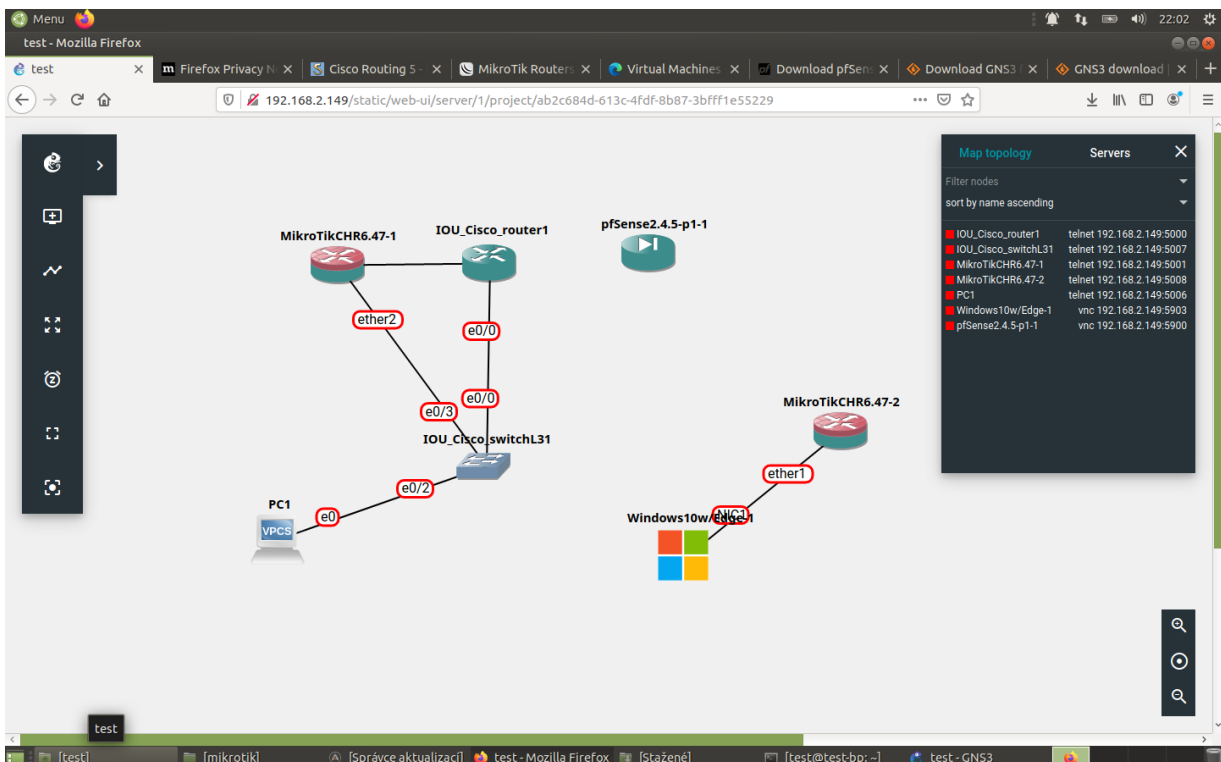 Menu
22:02
test - Mozilla Firefox
test
Firefox Privacy N
Cisco Routing 5 -
MikroTik Routers
Virtual Machines
Download pfSens
Download GNS3 |
GNS3 download |
192.168.2.149/static/web-ui/server/1/project/ab2c684d-613c-4fdf-8b87-3bfff1e55229
Map topology
Servers
Filter nodes
sort by name ascending
IOU_Cisco_router1 telnet 192.168.2.149:5000
IOU_Cisco_switchL31 telnet 192.168.2.149:5007
MikroTikCHR6.47-1 telnet 192.168.2.149:5001
MikroTikCHR6.47-2 telnet 192.168.2.149:5008
PC1 telnet 192.168.2.149:5006
Windows10w/Edge-1 vnc 192.168.2.149:5903
pfSense2.4.5-p1-1 vnc 192.168.2.149:5900
MikroTikCHR6.47-1
IOU_Cisco_router1
pfSense2.4.5-p1-1
ether2
e0/0
e0/0
e0/3
IOU_Cisco_switchL31
e0/2
PC1
e0
VPCS
MikroTikCHR6.47-2
ether1
Windows10w/Edge-1
NIC1
test
[test]
[mikrotik]
[Správce aktualizací]
test - Mozilla Firefox
[Stažené]
[test@test-bp: ~]
test - GNS3